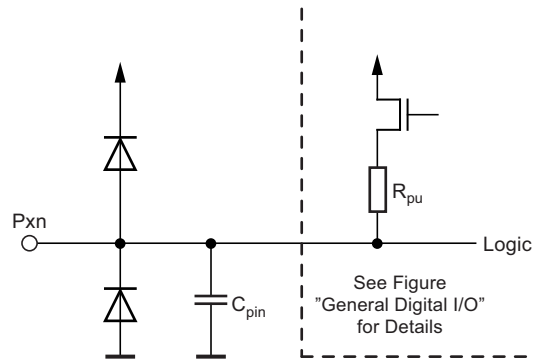 Pxn
C_pin
R_pu
Logic
See Figure
"General Digital I/O"
for Details